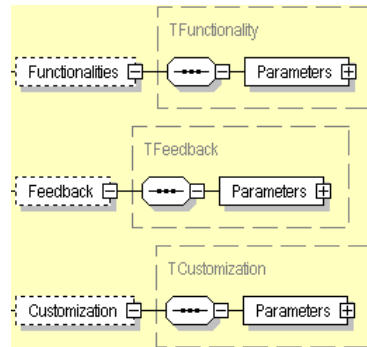 TFunctionality
Functionalities
Parameters
TFeedback
Feedback
Parameters
TCustomization
Customization
Parameters